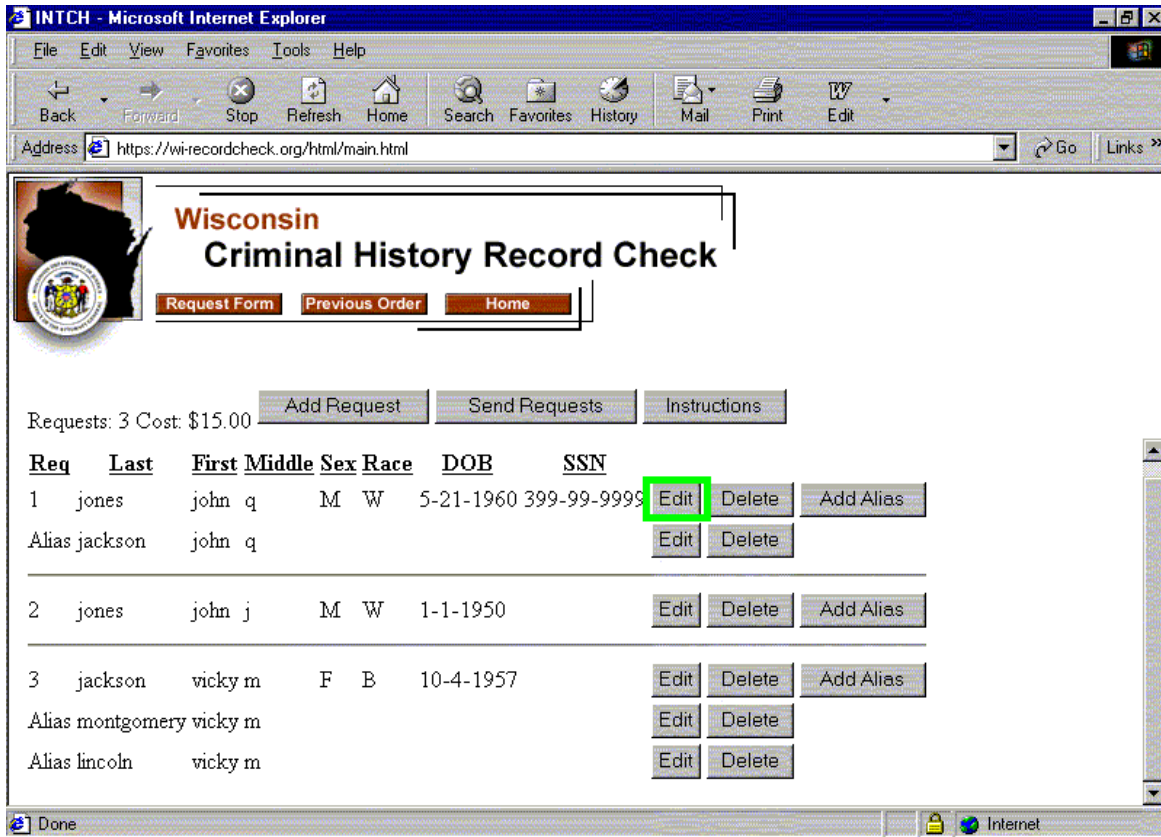 INTCH - Microsoft Internet Explorer
File Edit View Favorites Tools Help
Back Forward Stop Refresh Home Search Favorites History Mail Print Edit
Address https://wi-recordcheck.org/html/main.html Go Links »
Wisconsin
Criminal History Record Check
Request Form Previous Order Home
Requests: 3 Cost: $15.00 Add Request Send Requests Instructions
Req Last First Middle Sex Race DOB SSN
1 jones john q M W 5-21-1960 399-99-9999 Edit Delete Add Alias
Alias jackson john q Edit Delete
2 jones john j M W 1-1-1950 Edit Delete Add Alias
3 jackson vicky m F B 10-4-1957 Edit Delete Add Alias
Alias montgomery vicky m Edit Delete
Alias lincoln vicky m Edit Delete
Done Internet